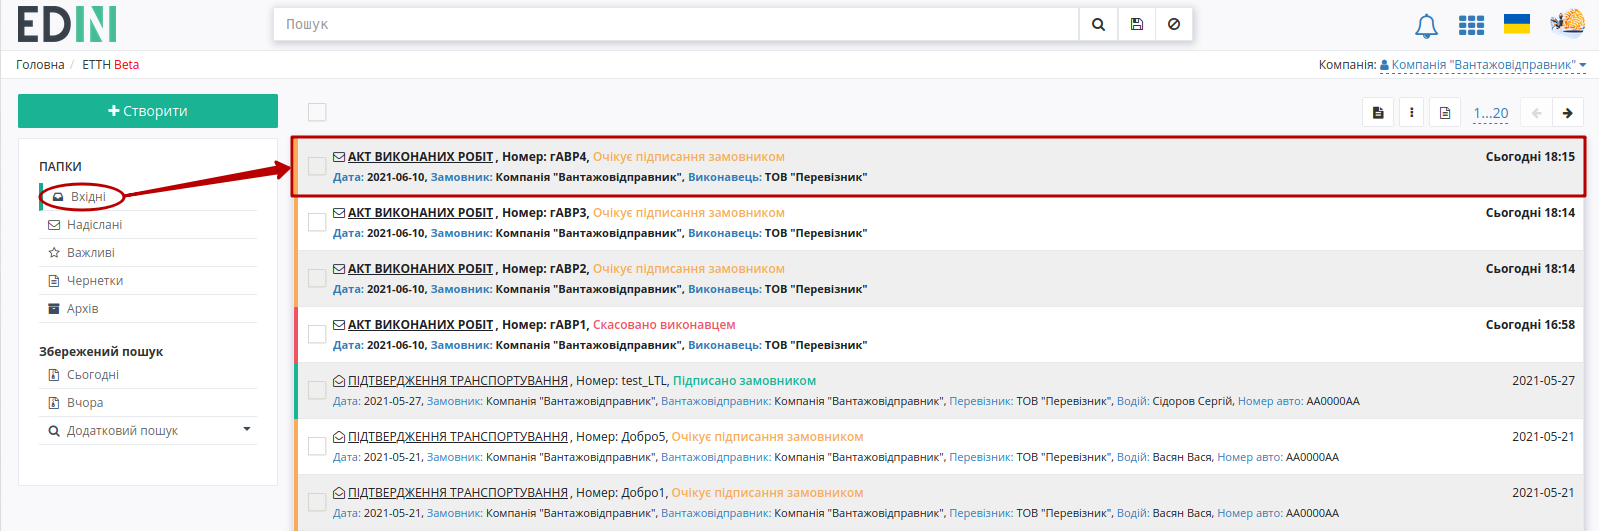 EDIN
Пошук
Головна / ЕТТН Beta
Компанія: Компанія "Вантажовідправник"
Створити
1...20
ПАПКИ
Вхідні
Надіслані
Важливі
Чернетки
Архів
Збережений пошук
Сьогодні
Вчора
Додатковий пошук
АКТ ВИКОНАНИХ РОБІТ, Номер: гАВР4, Очікує підписання замовником Сьогодні 18:15
Дата: 2021-06-10, Замовник: Компанія "Вантажовідправник", Виконавець: ТОВ "Перевізник"
АКТ ВИКОНАНИХ РОБІТ, Номер: гАВР3, Очікує підписання замовником Сьогодні 18:14
Дата: 2021-06-10, Замовник: Компанія "Вантажовідправник", Виконавець: ТОВ "Перевізник"
АКТ ВИКОНАНИХ РОБІТ, Номер: гАВР2, Очікує підписання замовником Сьогодні 18:14
Дата: 2021-06-10, Замовник: Компанія "Вантажовідправник", Виконавець: ТОВ "Перевізник"
АКТ ВИКОНАНИХ РОБІТ, Номер: гАВР1, Скасовано виконавцем Сьогодні 16:58
Дата: 2021-06-10, Замовник: Компанія "Вантажовідправник", Виконавець: ТОВ "Перевізник"
ПІДТВЕРДЖЕННЯ ТРАНСПОРТУВАННЯ, Номер: test_LTL, Підписано замовником 2021-05-27
Дата: 2021-05-27, Замовник: Компанія "Вантажовідправник", Вантажовідправник: Компанія "Вантажовідправник", Перевізник: ТОВ "Перевізник", Водій: Сідоров Сергій, Номер авто: АА0000АА
ПІДТВЕРДЖЕННЯ ТРАНСПОРТУВАННЯ, Номер: Добро5, Очікує підписання замовником 2021-05-21
Дата: 2021-05-21, Замовник: Компанія "Вантажовідправник", Вантажовідправник: Компанія "Вантажовідправник", Перевізник: ТОВ "Перевізник", Водій: Васян Вася, Номер авто: АА0000АА
ПІДТВЕРДЖЕННЯ ТРАНСПОРТУВАННЯ, Номер: Добро1, Очікує підписання замовником 2021-05-21
Дата: 2021-05-21, Замовник: Компанія "Вантажовідправник", Вантажовідправник: Компанія "Вантажовідправник", Перевізник: ТОВ "Перевізник", Водій: Васян Вася, Номер авто: АА0000АА